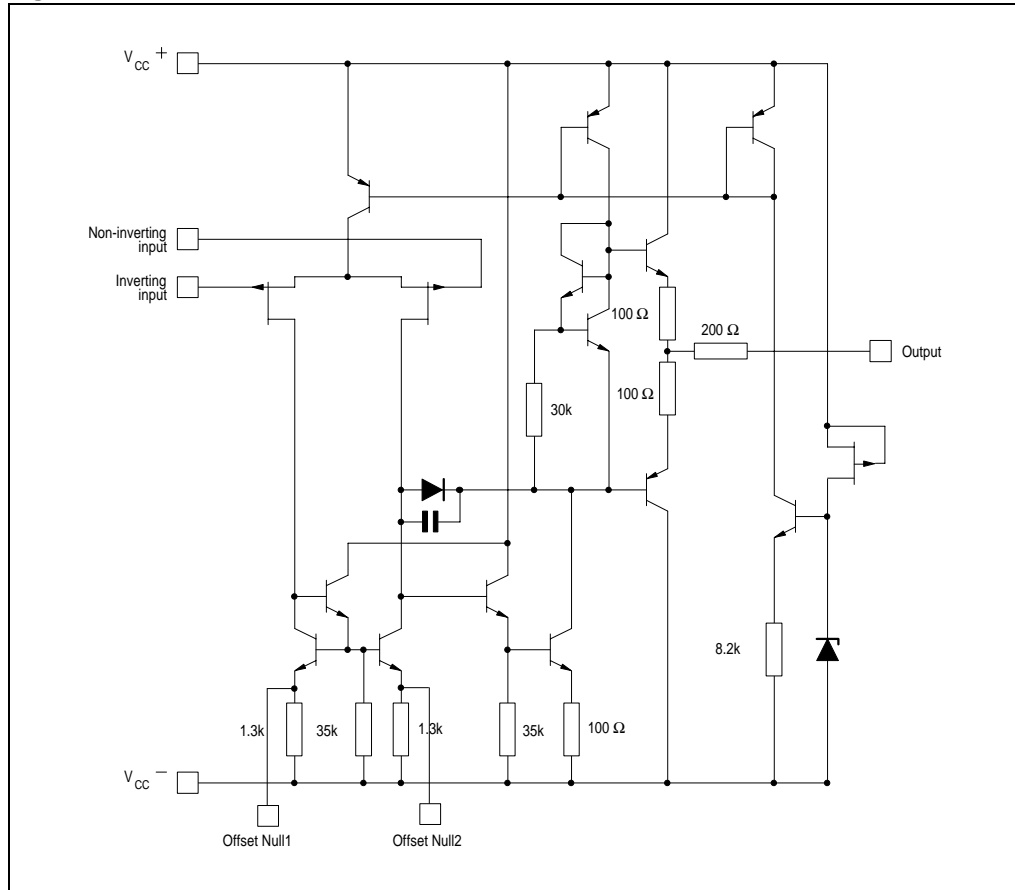 V CC +
Non-inverting
input
Inverting
input
100 Ω
200 Ω
Output
100 Ω
30k
8.2k
1.3k
35k
1.3k
35k
100 Ω
V CC −
Offset Null1
Offset Null2